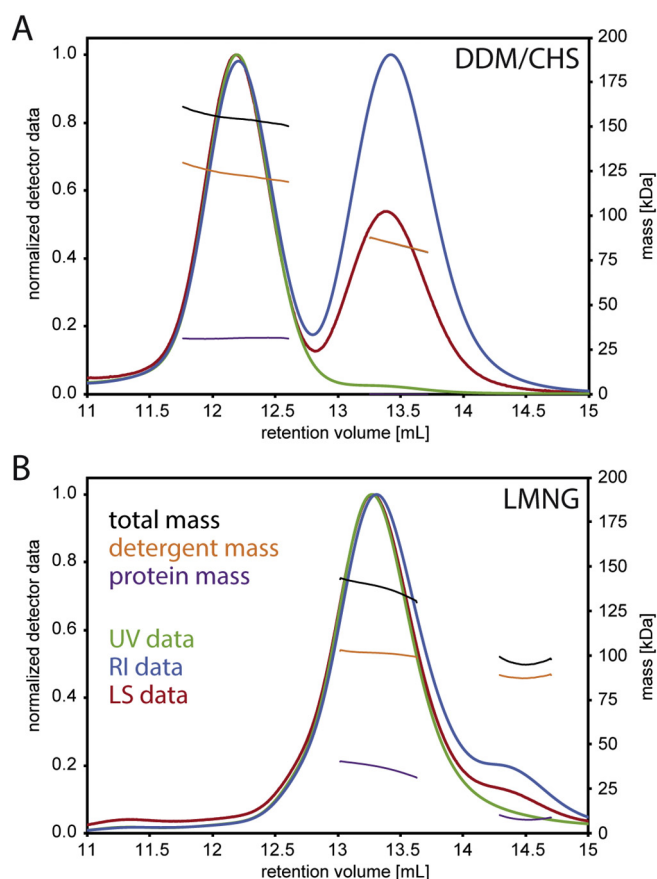 A
DDM/CHS
normalized detector data
1.0
0.8
0.6
0.4
0.2
0.0
200
175
150
125
100
75
50
25
0
mass [kDa]
11 11.5 12 12.5 13 13.5 14 14.5 15
retention volume [mL]
B
LMNG
normalized detector data
1.0
0.8
0.6
0.4
0.2
0.0
total mass
detergent mass
protein mass
UV data
RI data
LS data
200
175
150
125
100
75
50
25
0
mass [kDa]
11 11.5 12 12.5 13 13.5 14 14.5 15
retention volume [mL]